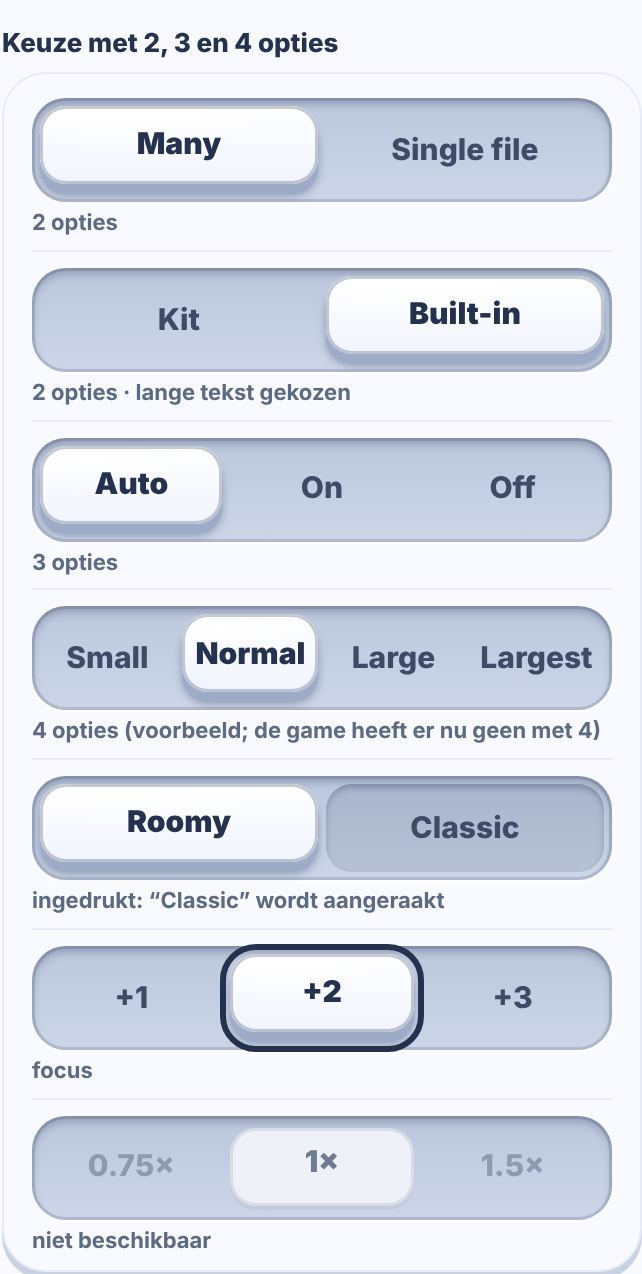 Keuze met 2, 3 en 4 opties
Many Single file
2 opties
Kit Built-in
2 opties · lange tekst gekozen
Auto On Off
3 opties
Small Normal Large Largest
4 opties (voorbeeld; de game heeft er nu geen met 4)
Roomy Classic
ingedrukt: “Classic” wordt aangeraakt
+1 +2 +3
focus
0.75× 1× 1.5×
niet beschikbaar